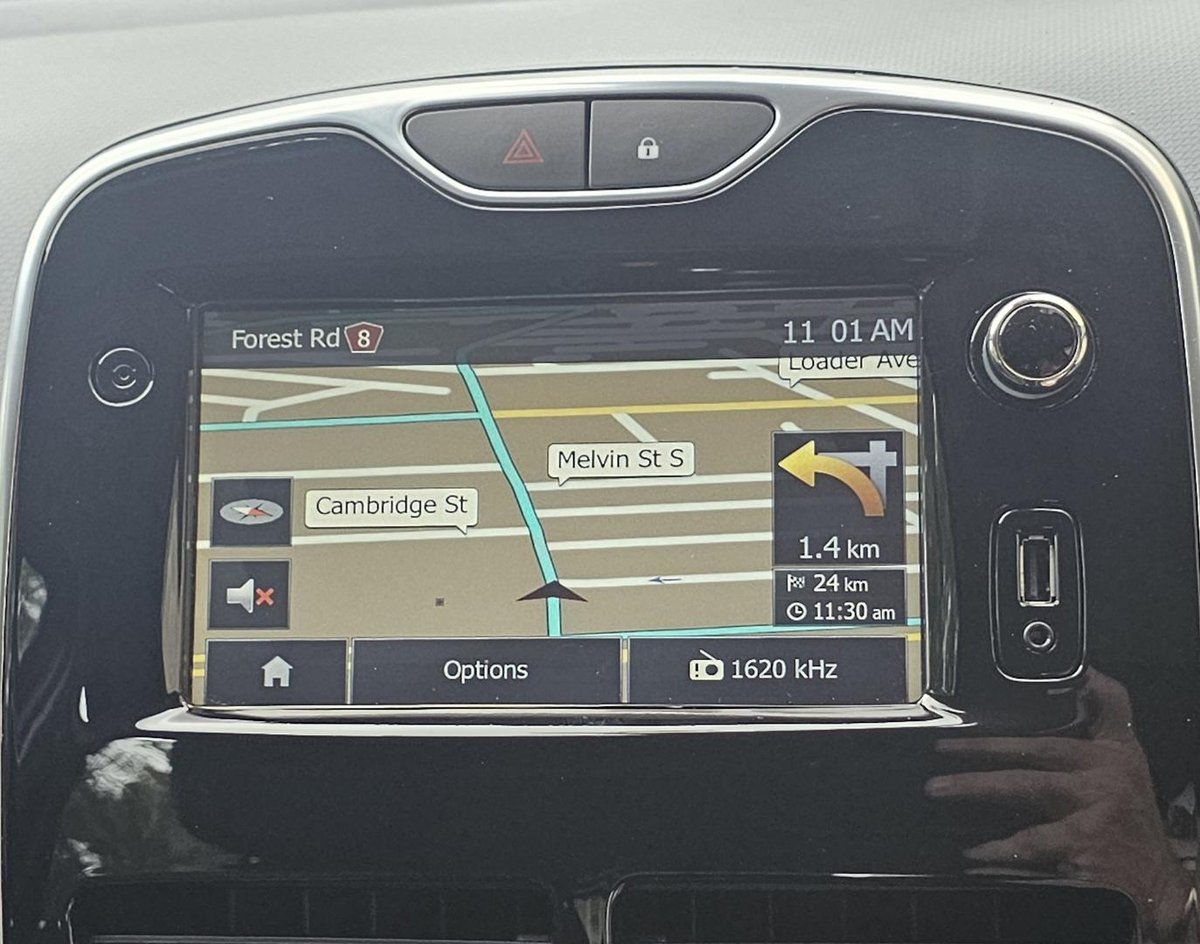 Forest Rd 8
11 01 AM
Loader Ave
Melvin St S
Cambridge St
1.4 km
24 km
11:30 am
Options
1620 kHz